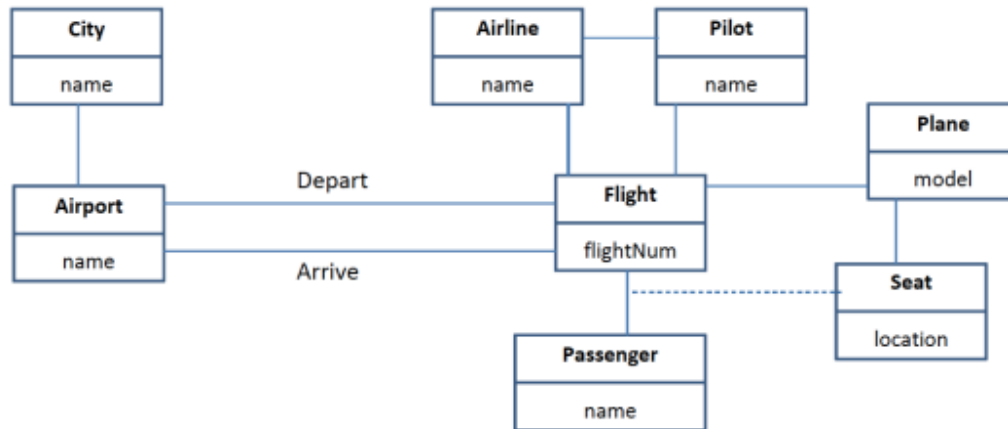 City
name
Airline
name
Pilot
name
Plane
model
Airport
name
Depart
Arrive
Flight
flightNum
Seat
location
Passenger
name